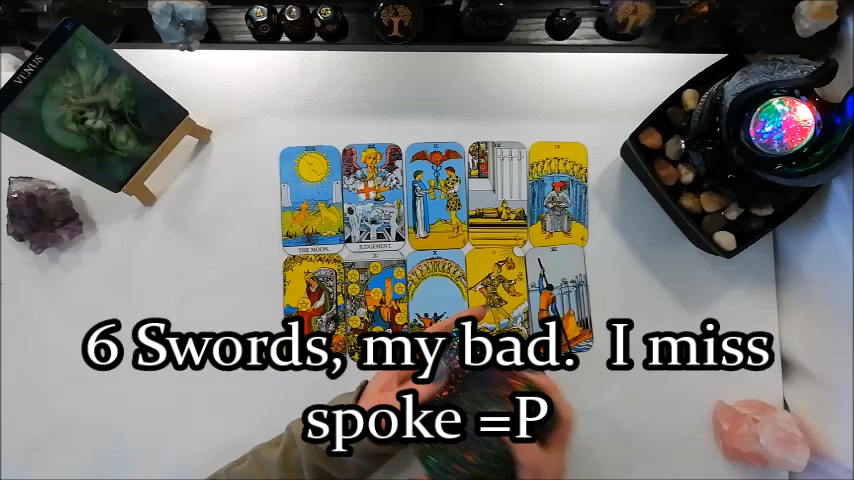 VENUS
THE MOON.
JUDGEMENT.
X
X
6 Swords, my bad.  I miss
spoke =P